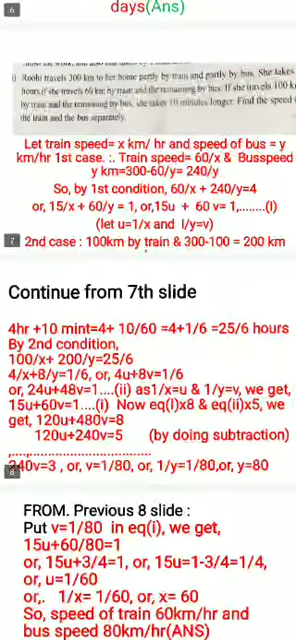 6
days(Ans)
Roohi travels 300 km to her home partly by train and partly by bus. She takes
hours if she travels 60 km by train and the remaining by bus. If she travels 100 k
by train and the remaining by bus, she takes 10 minutes longer. Find the speed
the train and the bus separately.
Let train speed= x km/ hr and speed of bus = y
km/hr 1st case. :. Train speed= 60/x & Busspeed
y km=300-60/y= 240/y
So, by 1st condition, 60/x + 240/y=4
or, 15/x + 60/y = 1, or,15u + 60 v= 1,........(I)
(let u=1/x and l/y=v)
7 2nd case : 100km by train & 300-100 = 200 km
Continue from 7th slide
4hr +10 mint=4+ 10/60 =4+1/6 =25/6 hours
By 2nd condition,
100/x+ 200/y=25/6
4/x+8/y=1/6, or, 4u+8v=1/6
or, 24u+48v=1....(ii) as1/x=u & 1/y=v, we get,
15u+60v=1....(i) Now eq(I)x8 & eq(ii)x5, we
get, 120u+480v=8
120u+240v=5 (by doing subtraction)
240v=3 , or, v=1/80, or, 1/y=1/80,or, y=80
8
FROM. Previous 8 slide :
Put v=1/80 in eq(i), we get,
15u+60/80=1
or, 15u+3/4=1, or, 15u=1-3/4=1/4,
or, u=1/60
or,. 1/x= 1/60, or, x= 60
So, speed of train 60km/hr and
bus speed 80km/hr(ANS)